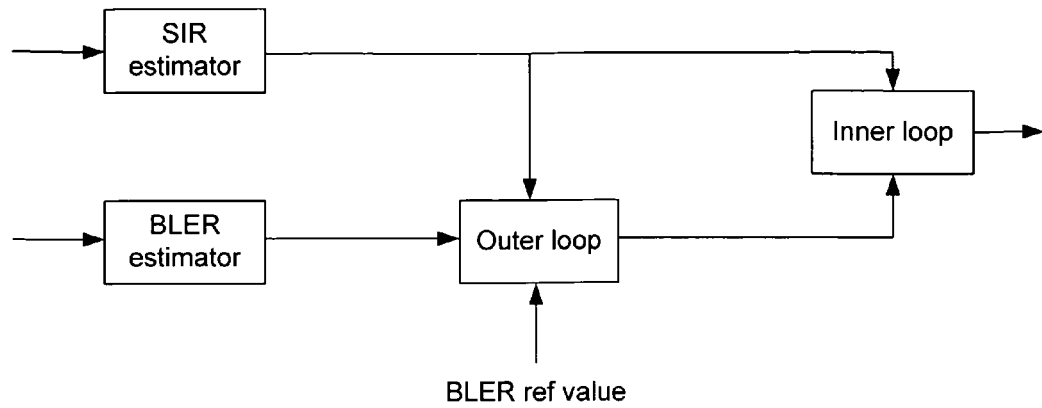 SIR
estimator
Inner loop
BLER
estimator
Outer loop
BLER ref value